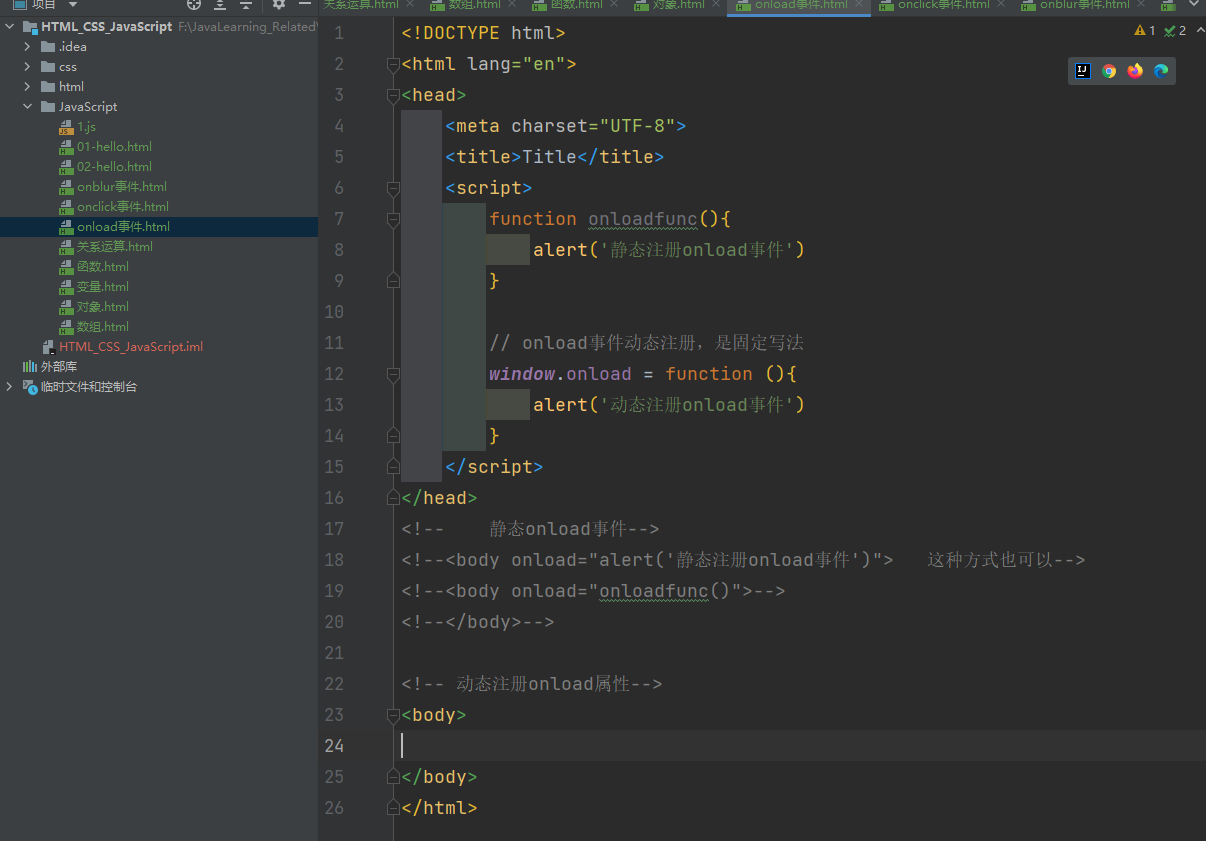 项目
关系运算.html
数组.html
函数.html
对象.html
onload事件.html
onclick事件.html
onblur事件.html
HTML_CSS_JavaScript F:\JavaLearning_Related\
.idea
css
html
JavaScript
1.js
01-hello.html
02-hello.html
onblur事件.html
onclick事件.html
onload事件.html
关系运算.html
函数.html
变量.html
对象.html
数组.html
HTML_CSS_JavaScript.iml
外部库
临时文件和控制台
1 2
1 <!DOCTYPE html>
2 <html lang="en">
3 <head>
4 <meta charset="UTF-8">
5 <title>Title</title>
6 <script>
7 function onloadfunc(){
8 alert('静态注册onload事件')
9 }
10
11 // onload事件动态注册，是固定写法
12 window.onload = function (){
13 alert('动态注册onload事件')
14 }
15 </script>
16 </head>
17 <!-- 静态onload事件-->
18 <!--<body onload="alert('静态注册onload事件')"> 这种方式也可以-->
19 <!--<body onload="onloadfunc()">-->
20 <!--</body>-->
21
22 <!-- 动态注册onload属性-->
23 <body>
24
25 </body>
26 </html>